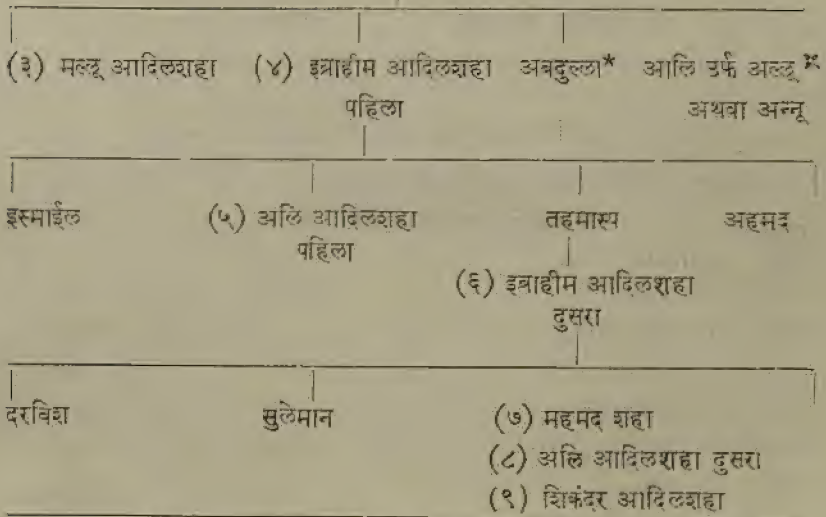 (३) मल्लू आदिलशहा (४) इब्राहीम आदिलशहा अबदुल्ला* आलि उर्फ अल्लू ×
पहिला अथवा अन्नू
इस्माईल (५) अलि आदिलशहा तहमास्प अहमद
पहिला
(६) इब्राहीम आदिलशहा
दुसरा
दरविश सुलेमान (७) महमद शहा
(८) अलि आदिलशहा दुसरा
(९) शिकंदर आदिलशहा